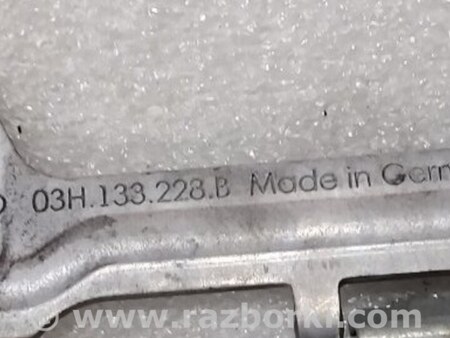 03H.133.228.B Made in Germ
© www.razborki.com